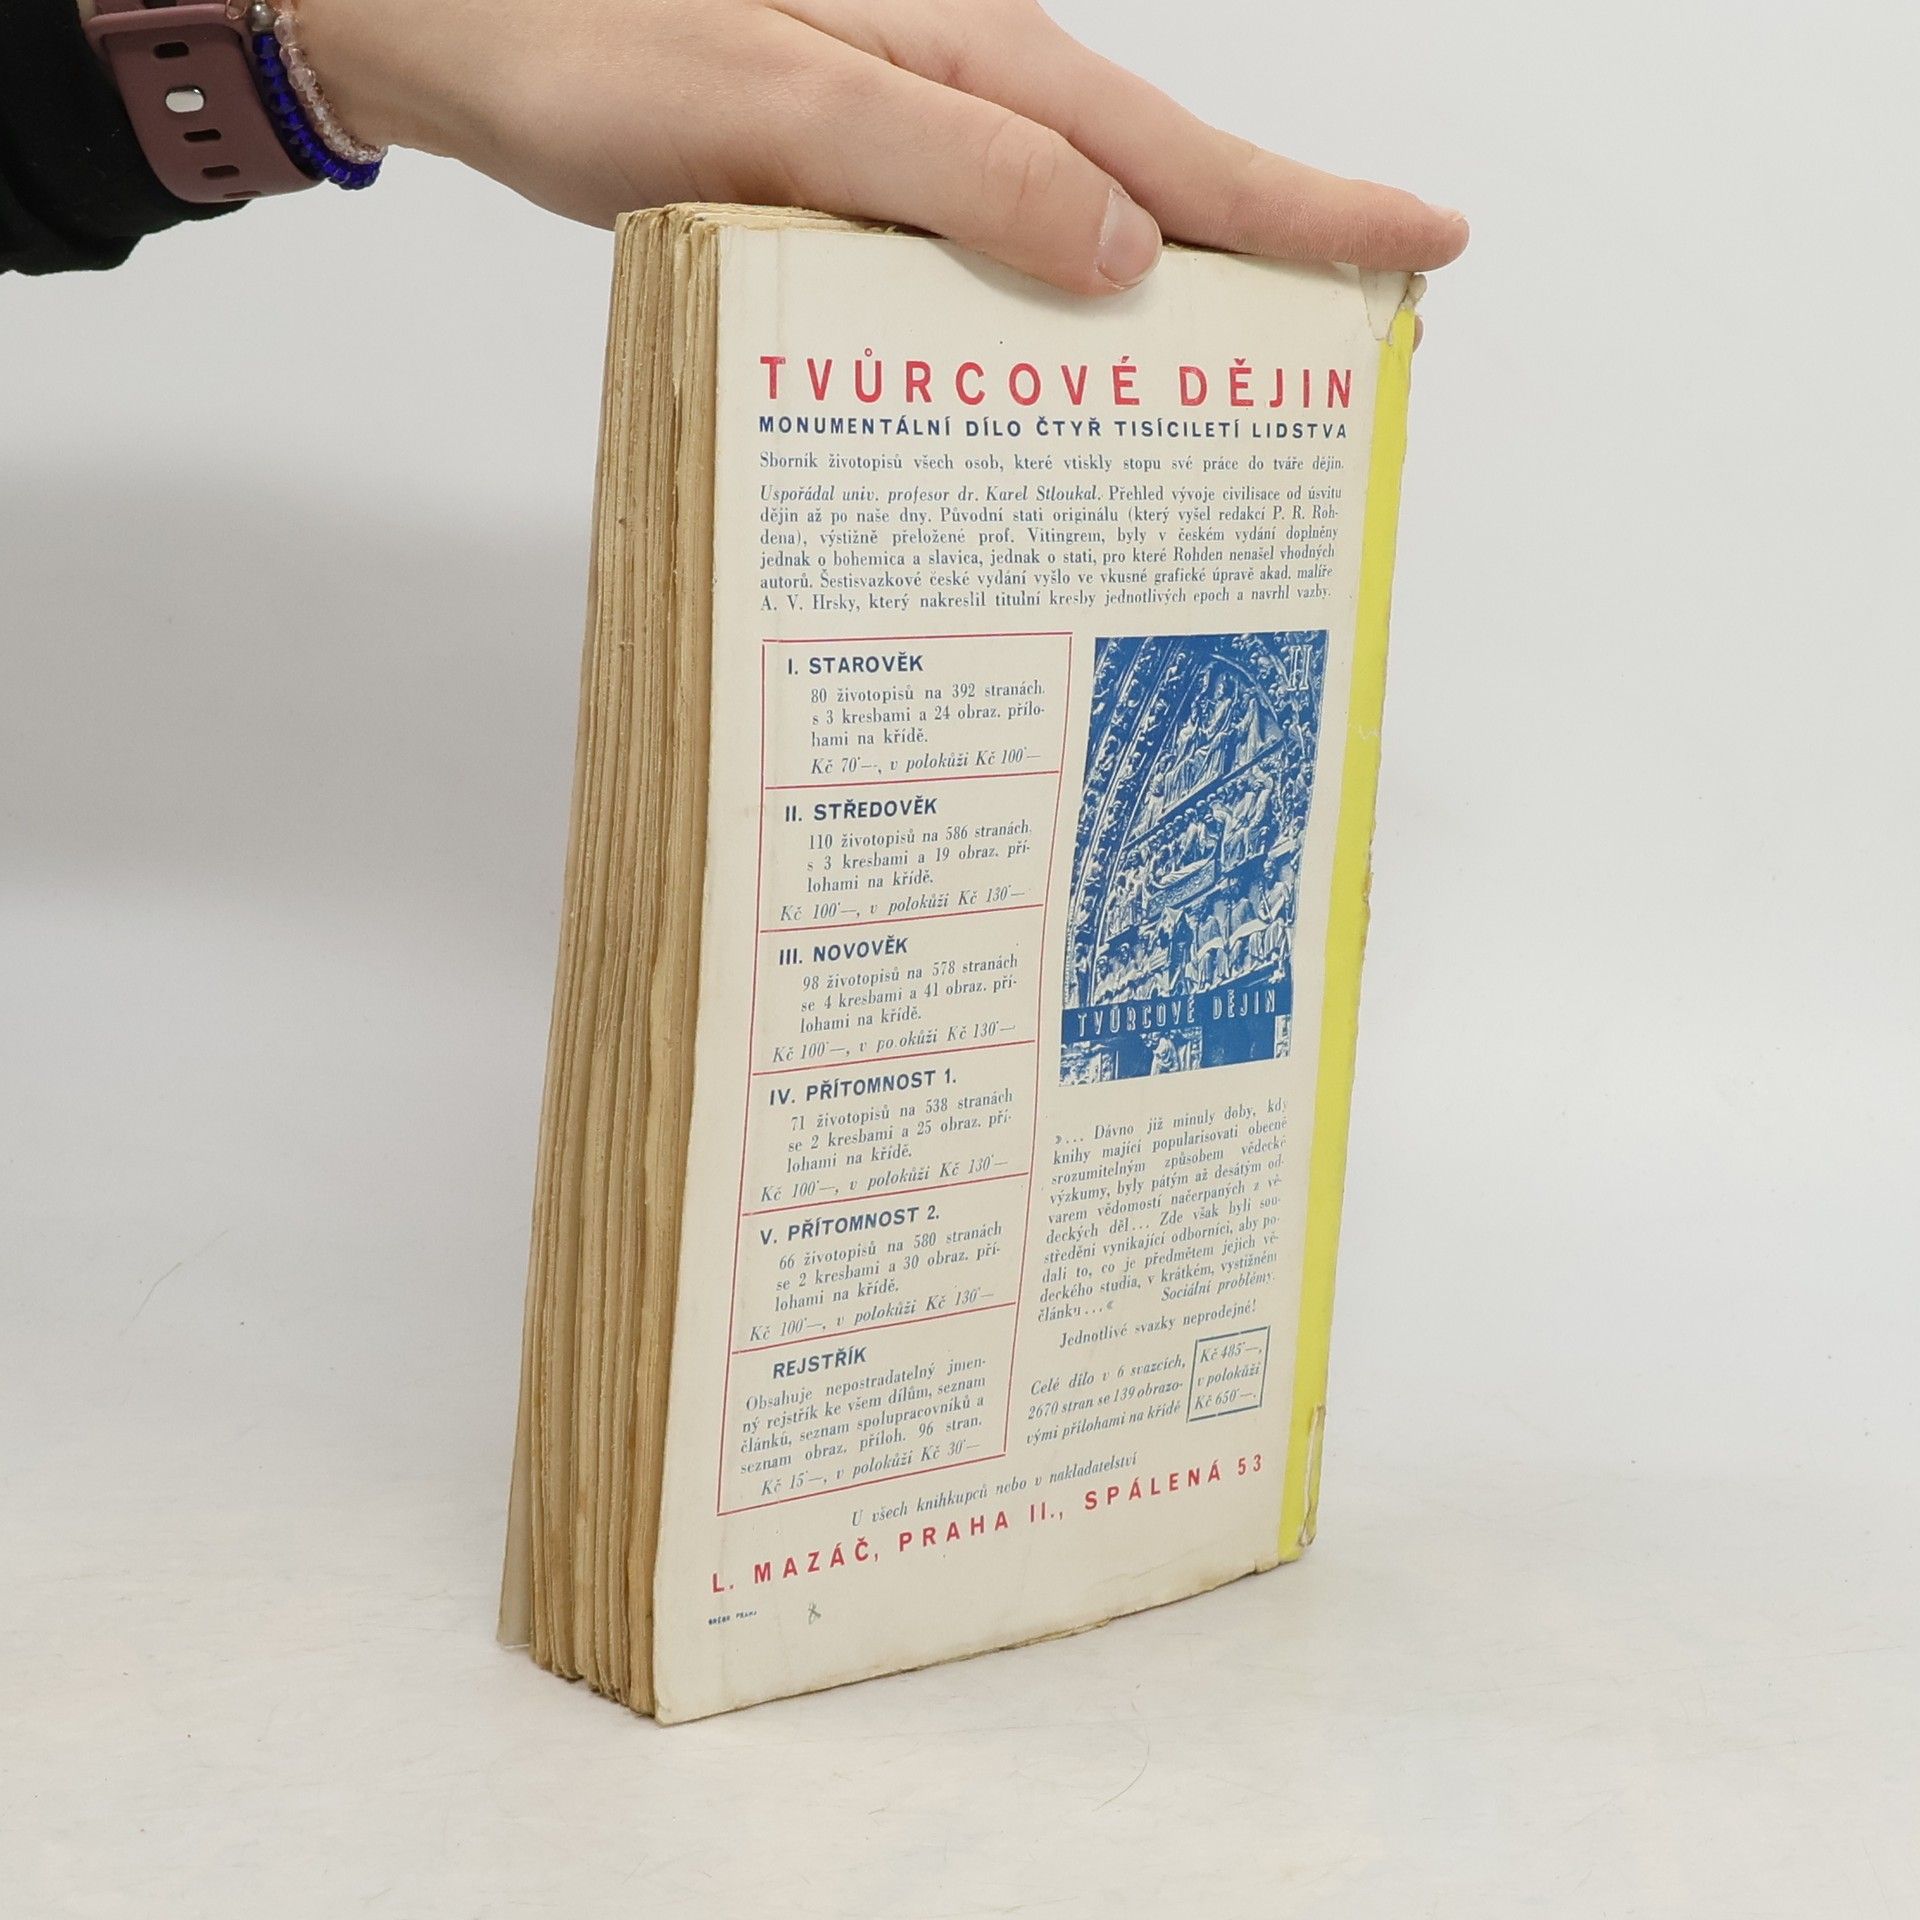 TVŮRCOVÉ DĚJIN
MONUMENTÁLNÍ DÍLO ČTYŘ TISÍCILETÍ LIDSTVA
Sborník životopisů všech osob, které vtiskly stopu své práce do tváře dějin.
Uspořádal univ. profesor dr. Karel Stloukal. Přehled vývoje civilisace od úsvitu
dějin až po naše dny. Původní stati originálu (který vyšel redakcí P. R. Roh-
dena), výstižně přeložené prof. Vitingrem, byly v českém vydání doplněny
jednak o bohemica a slavica, jednak o stati, pro které Rohden nenašel vhodných
autorů. Šestisvazkové české vydání vyšlo ve vkusné grafické úpravě akad. malíře
A. V. Hrsky, který nakreslil titulní kresby jednotlivých epoch a navrhl vazby.
I. STAROVĚK
80 životopisů na 392 stranách
s 3 kresbami a 24 obraz. přílo-
hami na křídě.
Kč 70·—, v polokůži Kč 100·—
II. STŘEDOVĚK
110 životopisů na 586 stranách
s 3 kresbami a 19 obraz. pří-
lohami na křídě.
Kč 100·—, v polokůži Kč 130·—
III. NOVOVĚK
98 životopisů na 578 stranách
se 4 kresbami a 41 obraz. pří-
lohami na křídě.
Kč 100·—, v po.okůži Kč 130·—
IV. PŘÍTOMNOST 1.
71 životopisů na 538 stranách
se 2 kresbami a 25 obraz. pří-
lohami na křídě.
Kč 100·—, v polokůži Kč 130·—
V. PŘÍTOMNOST 2.
66 životopisů na 580 stranách
se 2 kresbami a 30 obraz. pří-
lohami na křídě.
Kč 100·—, v polokůži Kč 130·—
REJSTŘÍK
Obsahuje nepostradatelný jmen-
ný rejstřík ke všem dílům, seznam
článků, seznam spolupracovníků a
seznam obraz. příloh. 96 stran.
Kč 15·—, v polokůži Kč 30·—
II
TVŮRCOVÉ DĚJIN
»... Dávno již minuly doby, kdy
knihy mající popularisovati obecně
srozumitelným způsobem vědecké
výzkumy, byly pátým až desátým od-
varem vědomostí načerpaných z vě-
deckých děl... Zde však byli sou-
středěni vynikající odborníci, aby po-
dali to, co je předmětem jejich vě-
deckého studia, v krátkém, výstižném
článku...« Sociální problémy.
Jednotlivé svazky neprodejné!
Celé dílo v 6 svazcích,
2670 stran se 139 obrazo-
vými přílohami na křídě
Kč 485·—,
v polokůži
Kč 650·—.
U všech knihkupců nebo v nakladatelství
L. MAZÁČ, PRAHA II., SPÁLENÁ 53